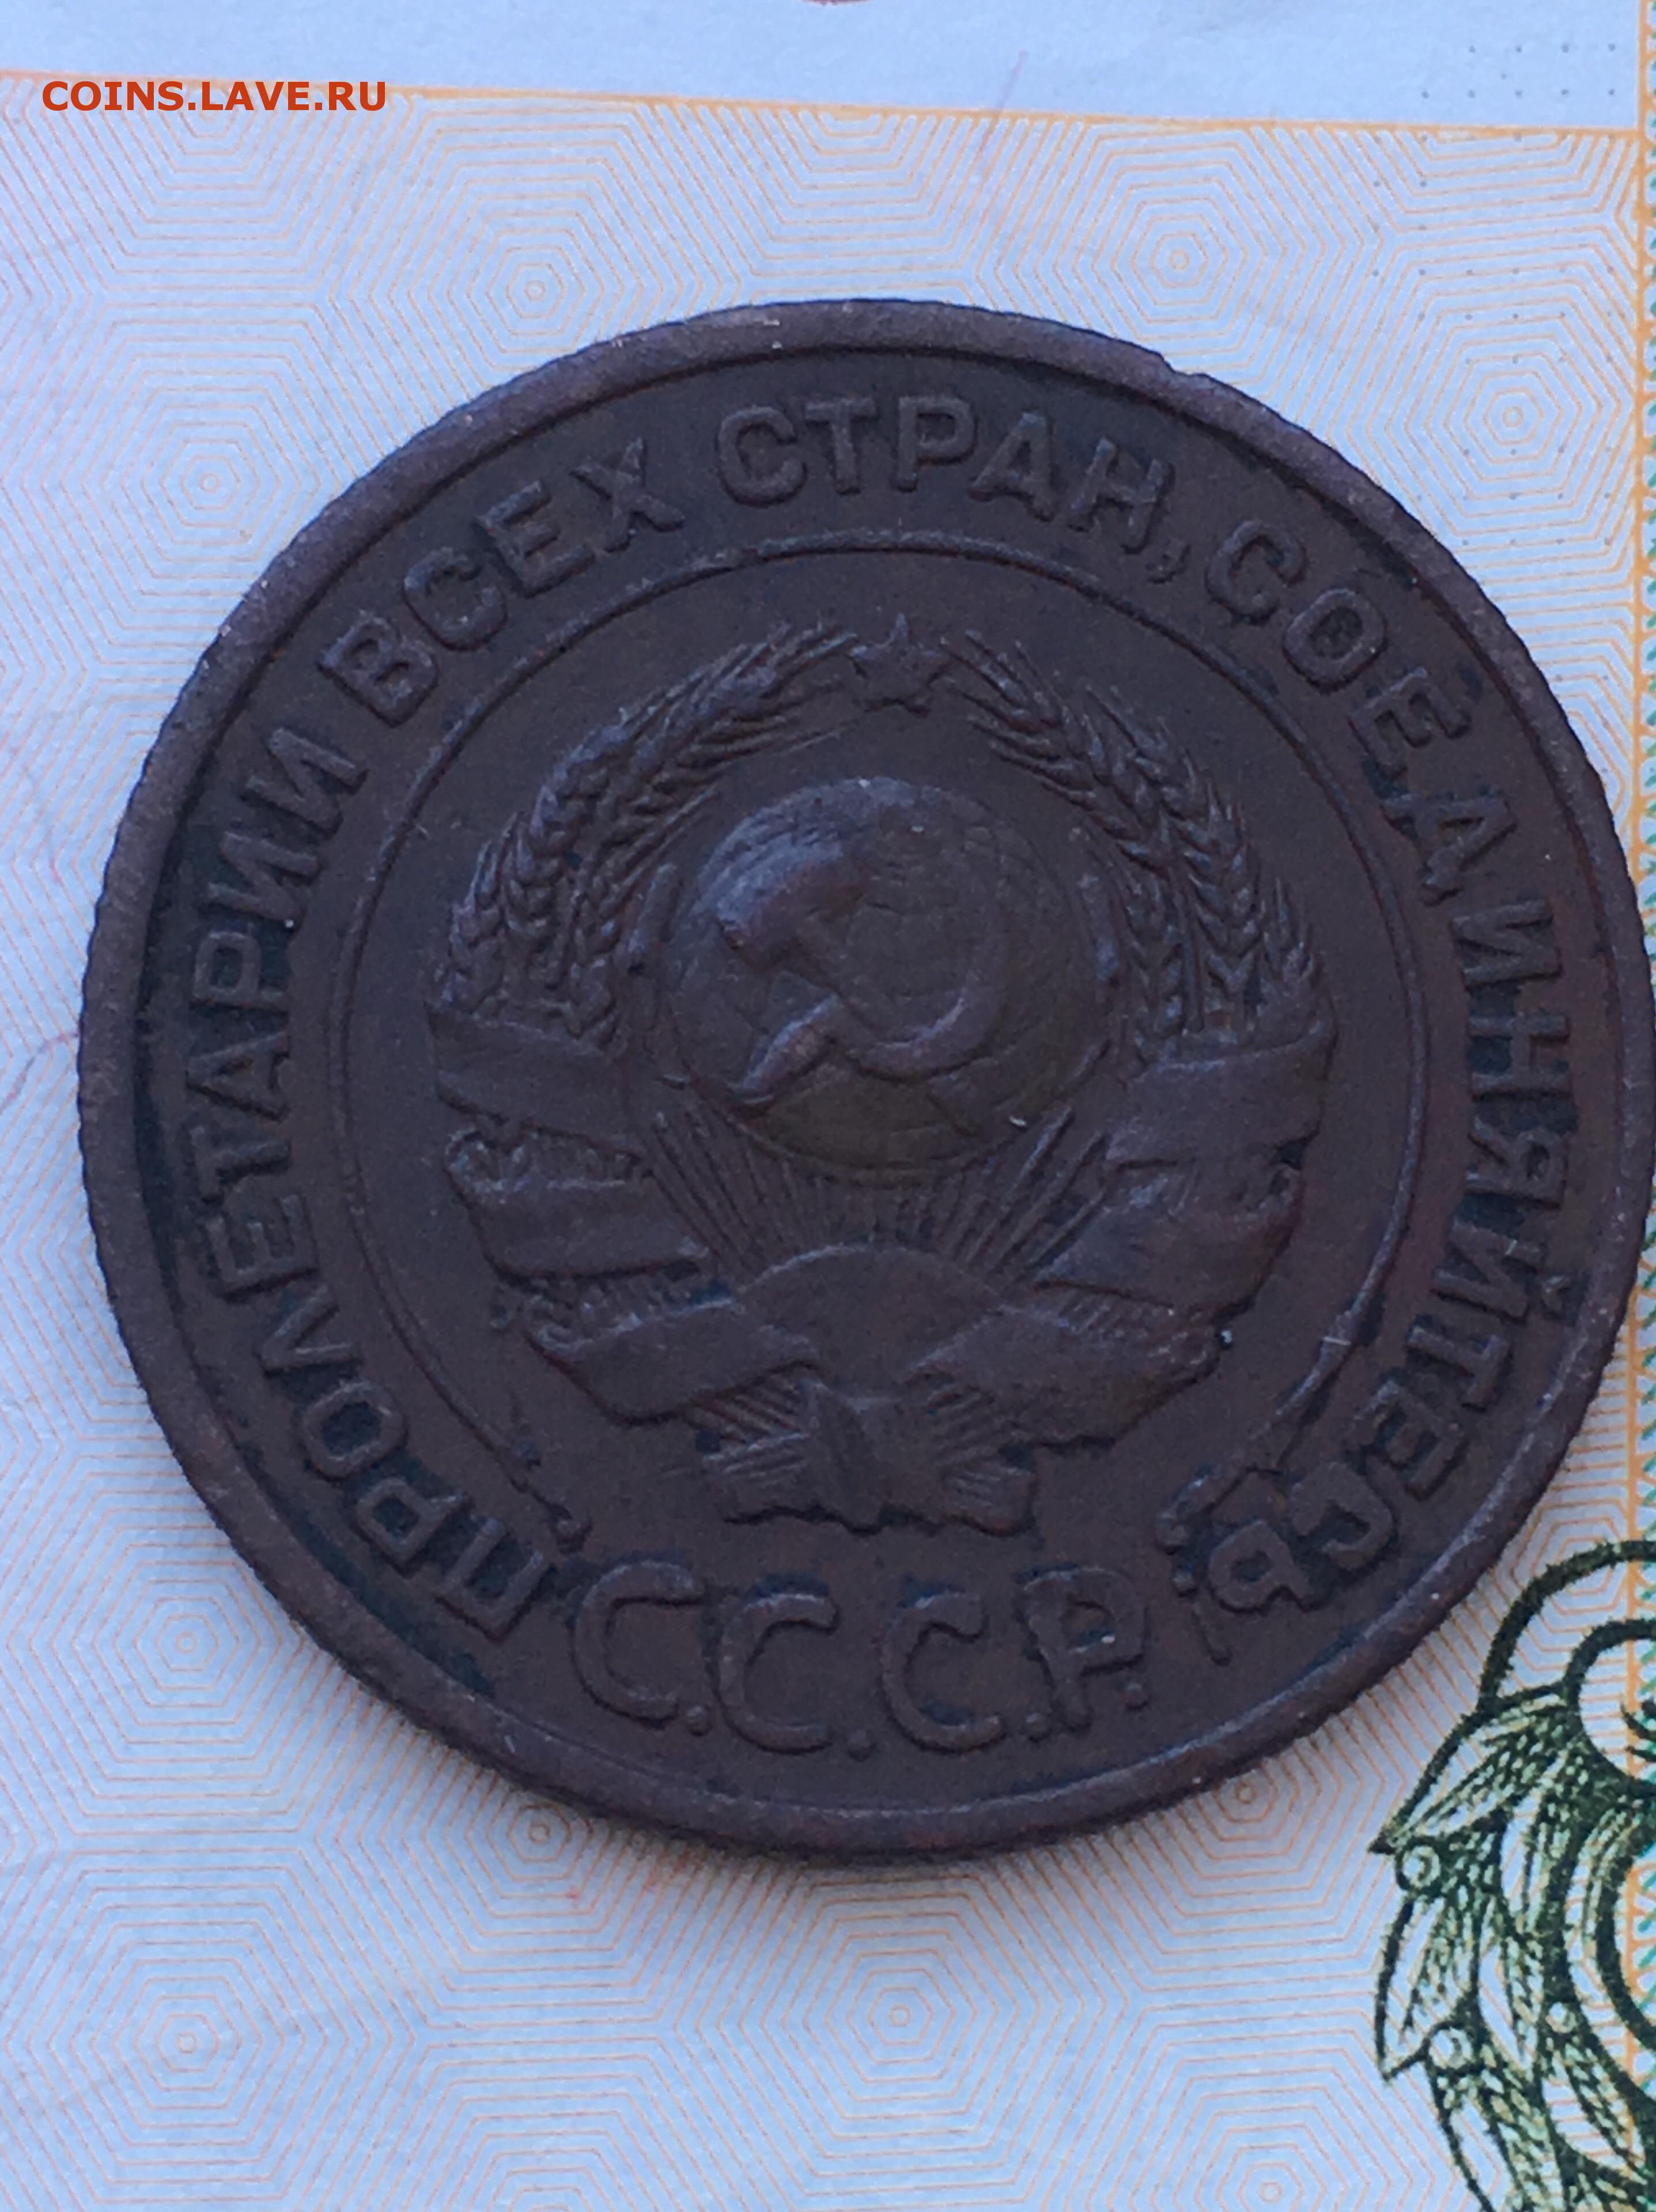 COINS.LAVE.RU
ПРОЛЕТАРИИ ВСЕХ СТРАН, СОЕДИНЯЙТЕСЬ!
С.С.С.Р.